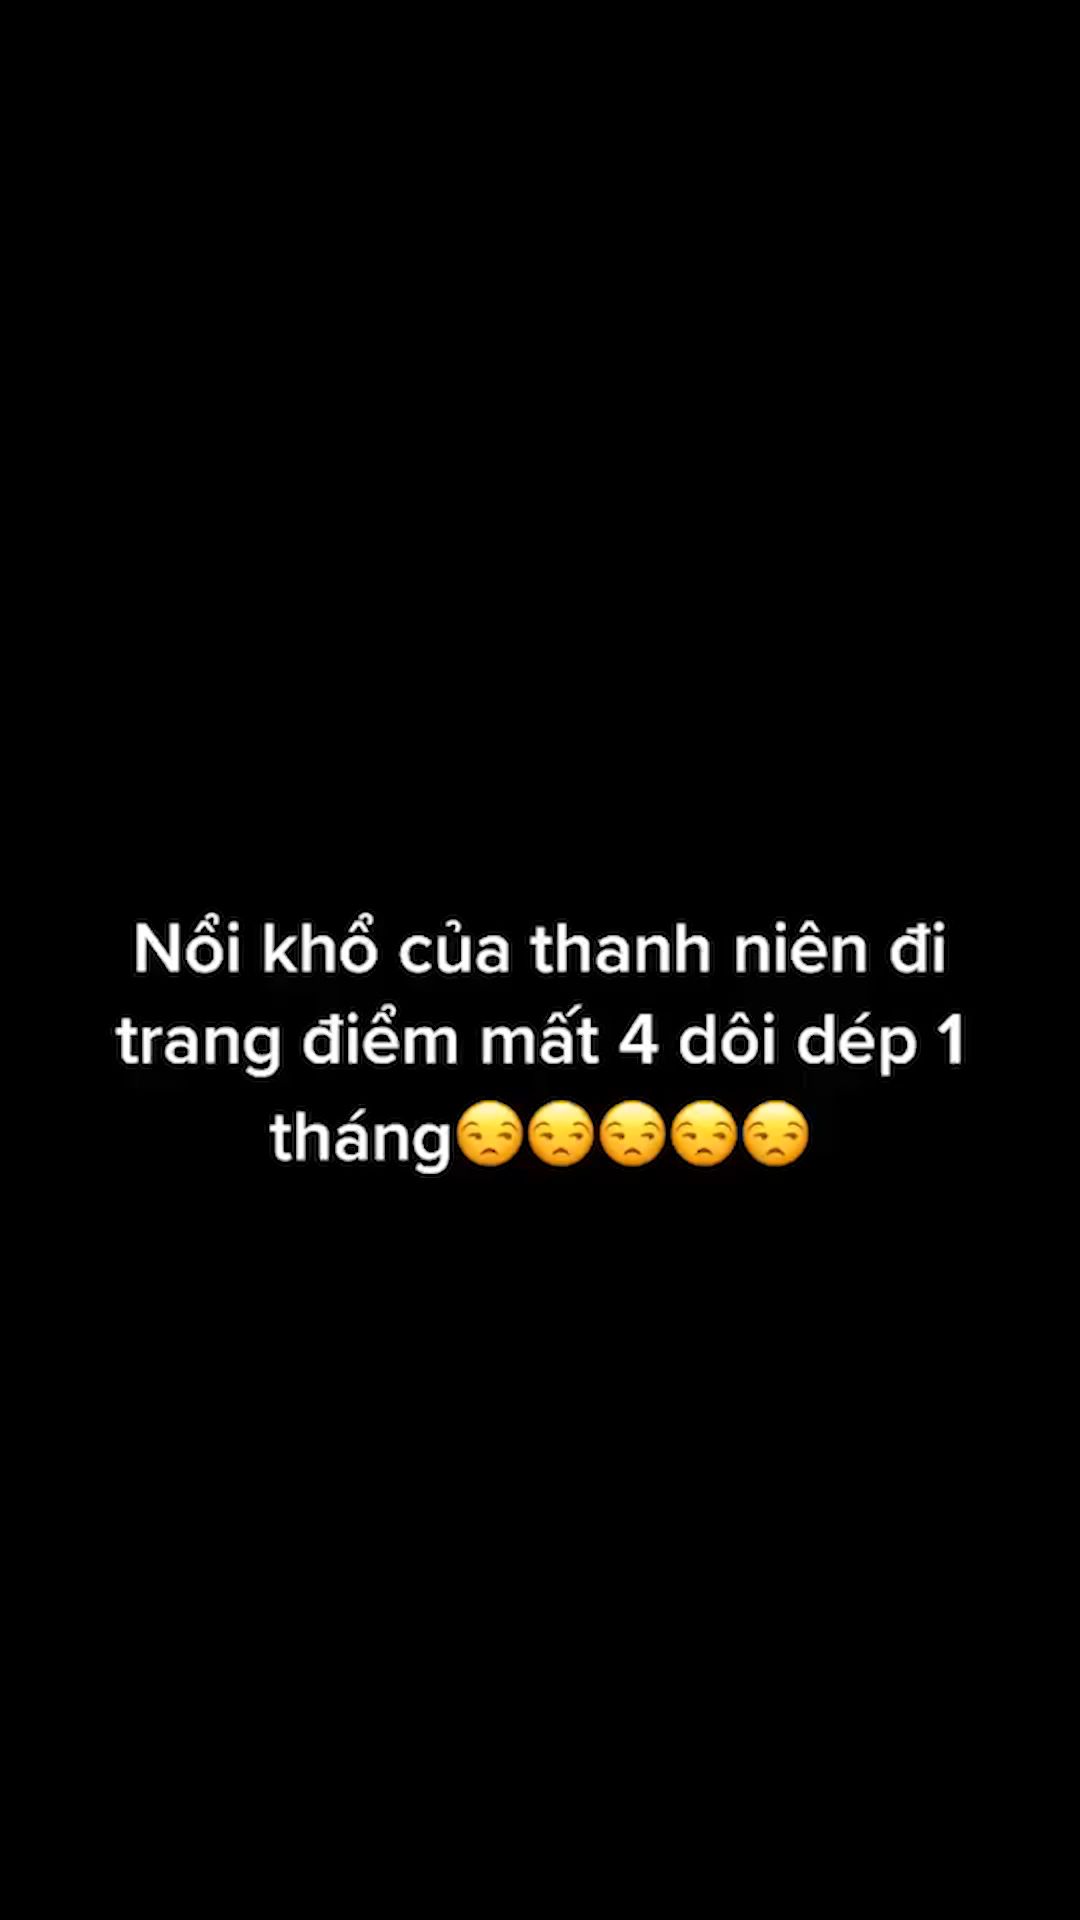 Nổi khổ của thanh niên đi
trang điểm mất 4 dôi dép 1
tháng😒😒😒😒😒